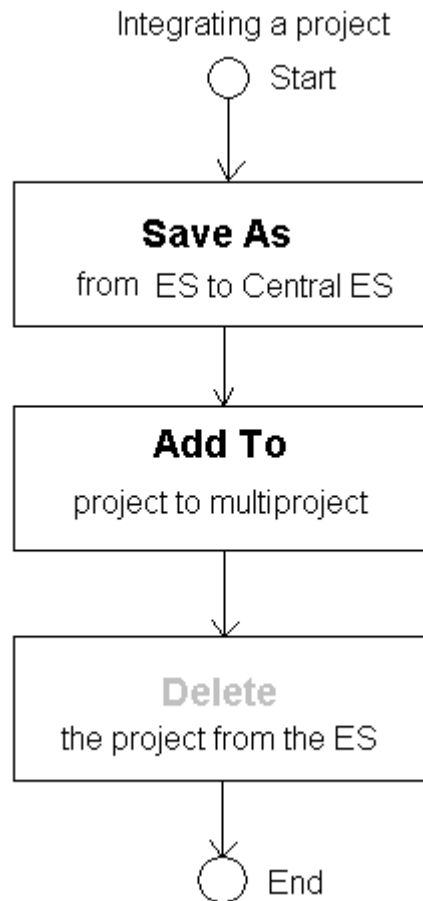 Integrating a project
Start
Save As
from ES to Central ES
Add To
project to multiproject
Delete
the project from the ES
End